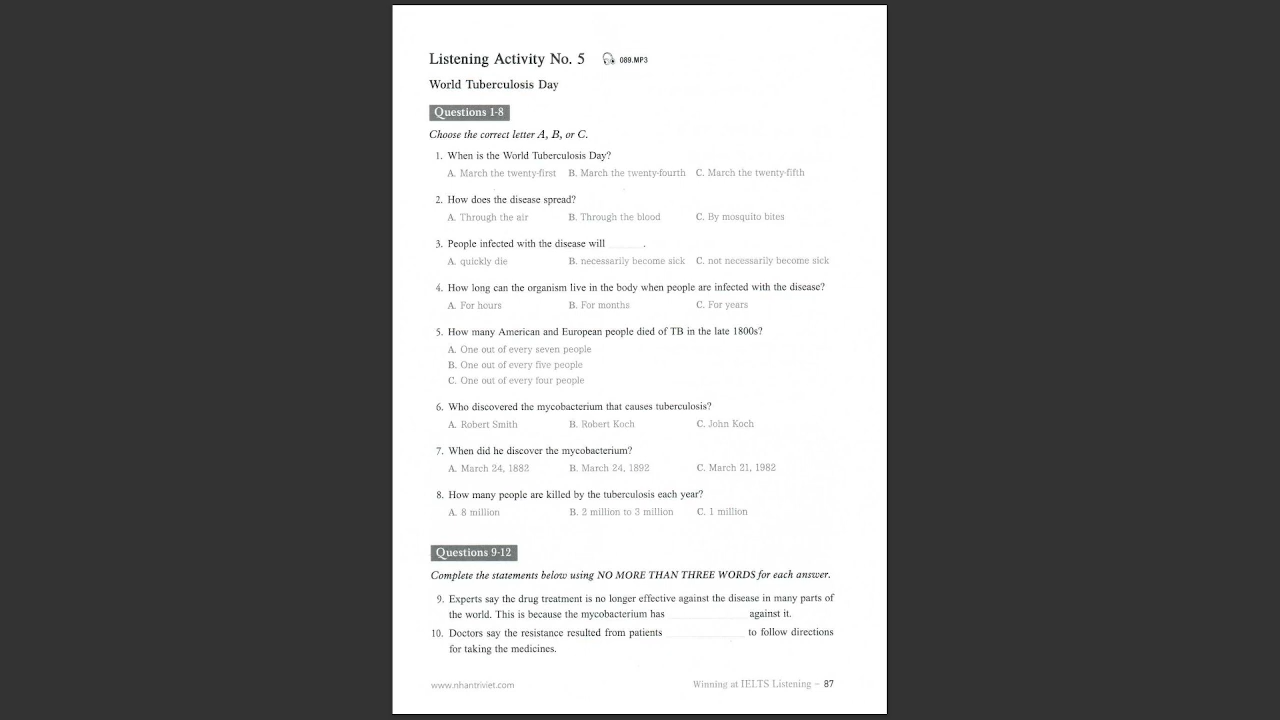 Listening Activity No. 5 089.MP3
World Tuberculosis Day
Questions 1-8
Choose the correct letter A, B, or C.
1. When is the World Tuberculosis Day?
A. March the twenty-first B. March the twenty-fourth C. March the twenty-fifth
2. How does the disease spread?
A. Through the air B. Through the blood C. By mosquito bites
3. People infected with the disease will ______.
A. quickly die B. necessarily become sick C. not necessarily become sick
4. How long can the organism live in the body when people are infected with the disease?
A. For hours B. For months C. For years
5. How many American and European people died of TB in the late 1800s?
A. One out of every seven people
B. One out of every five people
C. One out of every four people
6. Who discovered the mycobacterium that causes tuberculosis?
A. Robert Smith B. Robert Koch C. John Koch
7. When did he discover the mycobacterium?
A. March 24, 1882 B. March 24, 1892 C. March 21, 1982
8. How many people are killed by the tuberculosis each year?
A. 8 million B. 2 million to 3 million C. 1 million
Questions 9-12
Complete the statements below using NO MORE THAN THREE WORDS for each answer.
9. Experts say the drug treatment is no longer effective against the disease in many parts of
the world. This is because the mycobacterium has ____________ against it.
10. Doctors say the resistance resulted from patients ____________ to follow directions
for taking the medicines.
www.nhantriviet.com Winning at IELTS Listening – 87